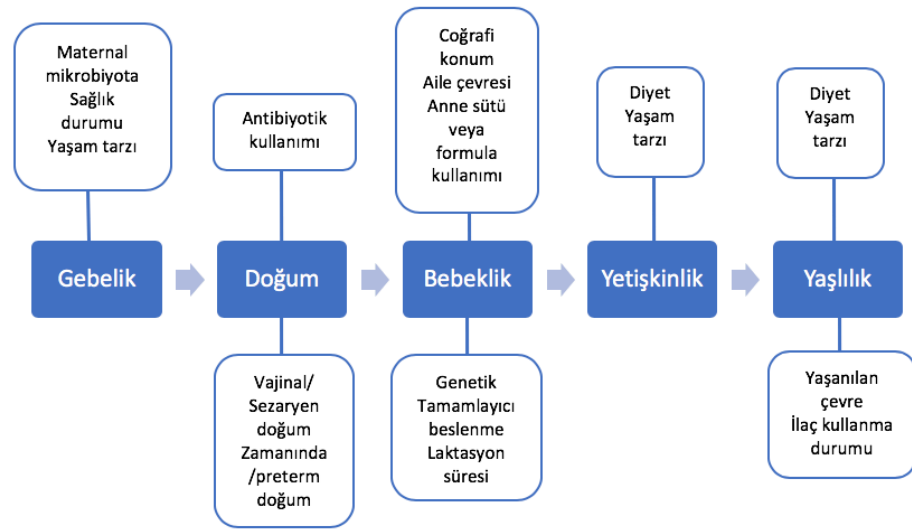 Maternal
mikrobiyota
Sağlık
durumu
Yaşam tarzı
Antibiyotik
kullanımı
Coğrafi
konum
Aile çevresi
Anne sütü
veya
formula
kullanımı
Diyet
Yaşam
tarzı
Diyet
Yaşam
tarzı
Gebelik
Doğum
Bebeklik
Yetişkinlik
Yaşlılık
Vajinal/
Sezaryen
doğum
Zamanında
/preterm
doğum
Genetik
Tamamlayıcı
beslenme
Laktasyon
süresi
Yaşanılan
çevre
İlaç kullanma
durumu